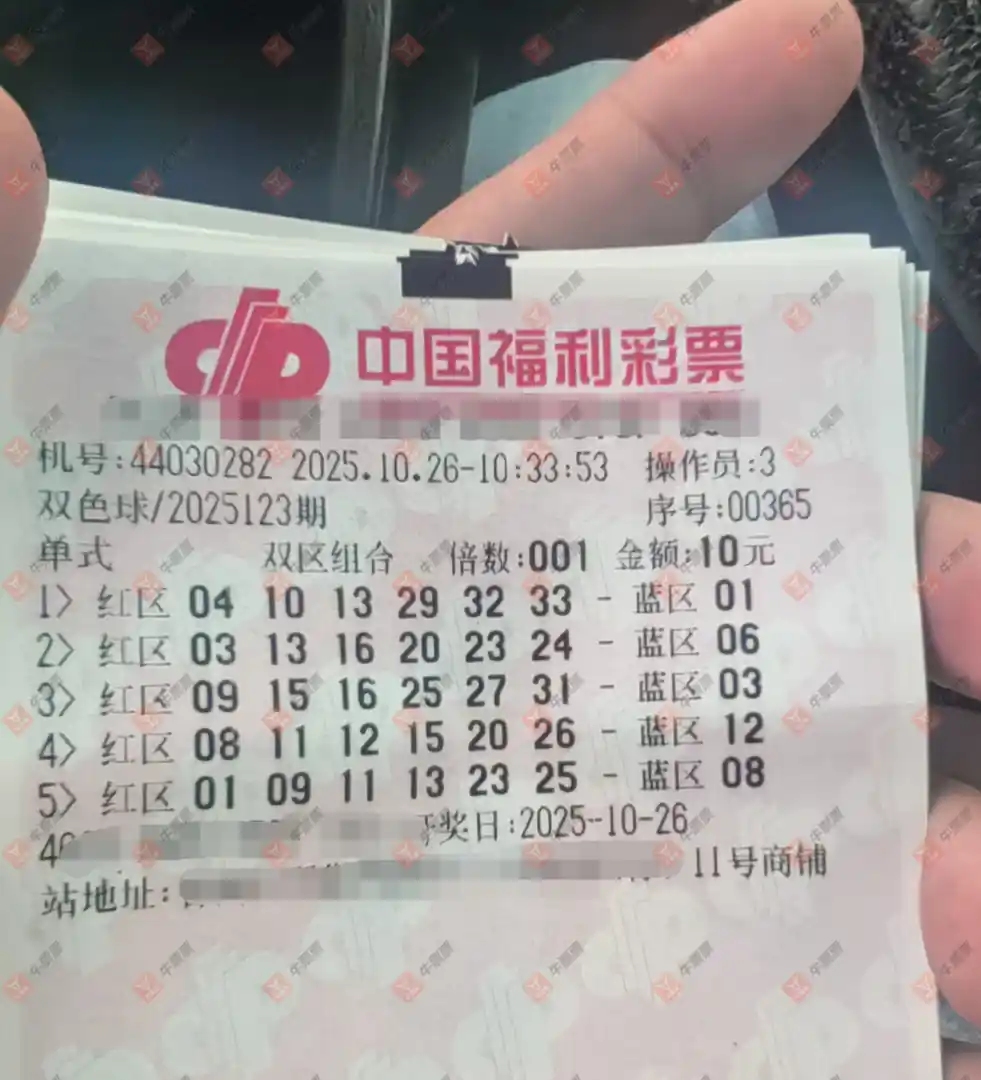 中国福利彩票
机号:44030282 2025.10.26-10:33:53 操作员:3
双色球/2025123期 序号:00365
单式 双区组合 倍数:001 金额:10元
1> 红区 04 10 13 29 32 33 - 蓝区 01
2> 红区 03 13 16 20 23 24 - 蓝区 06
3> 红区 09 15 16 25 27 31 - 蓝区 03
4> 红区 08 11 12 15 20 26 - 蓝区 12
5> 红区 01 09 11 13 23 25 - 蓝区 08
奖日:2025-10-26
11号商铺
站地址: